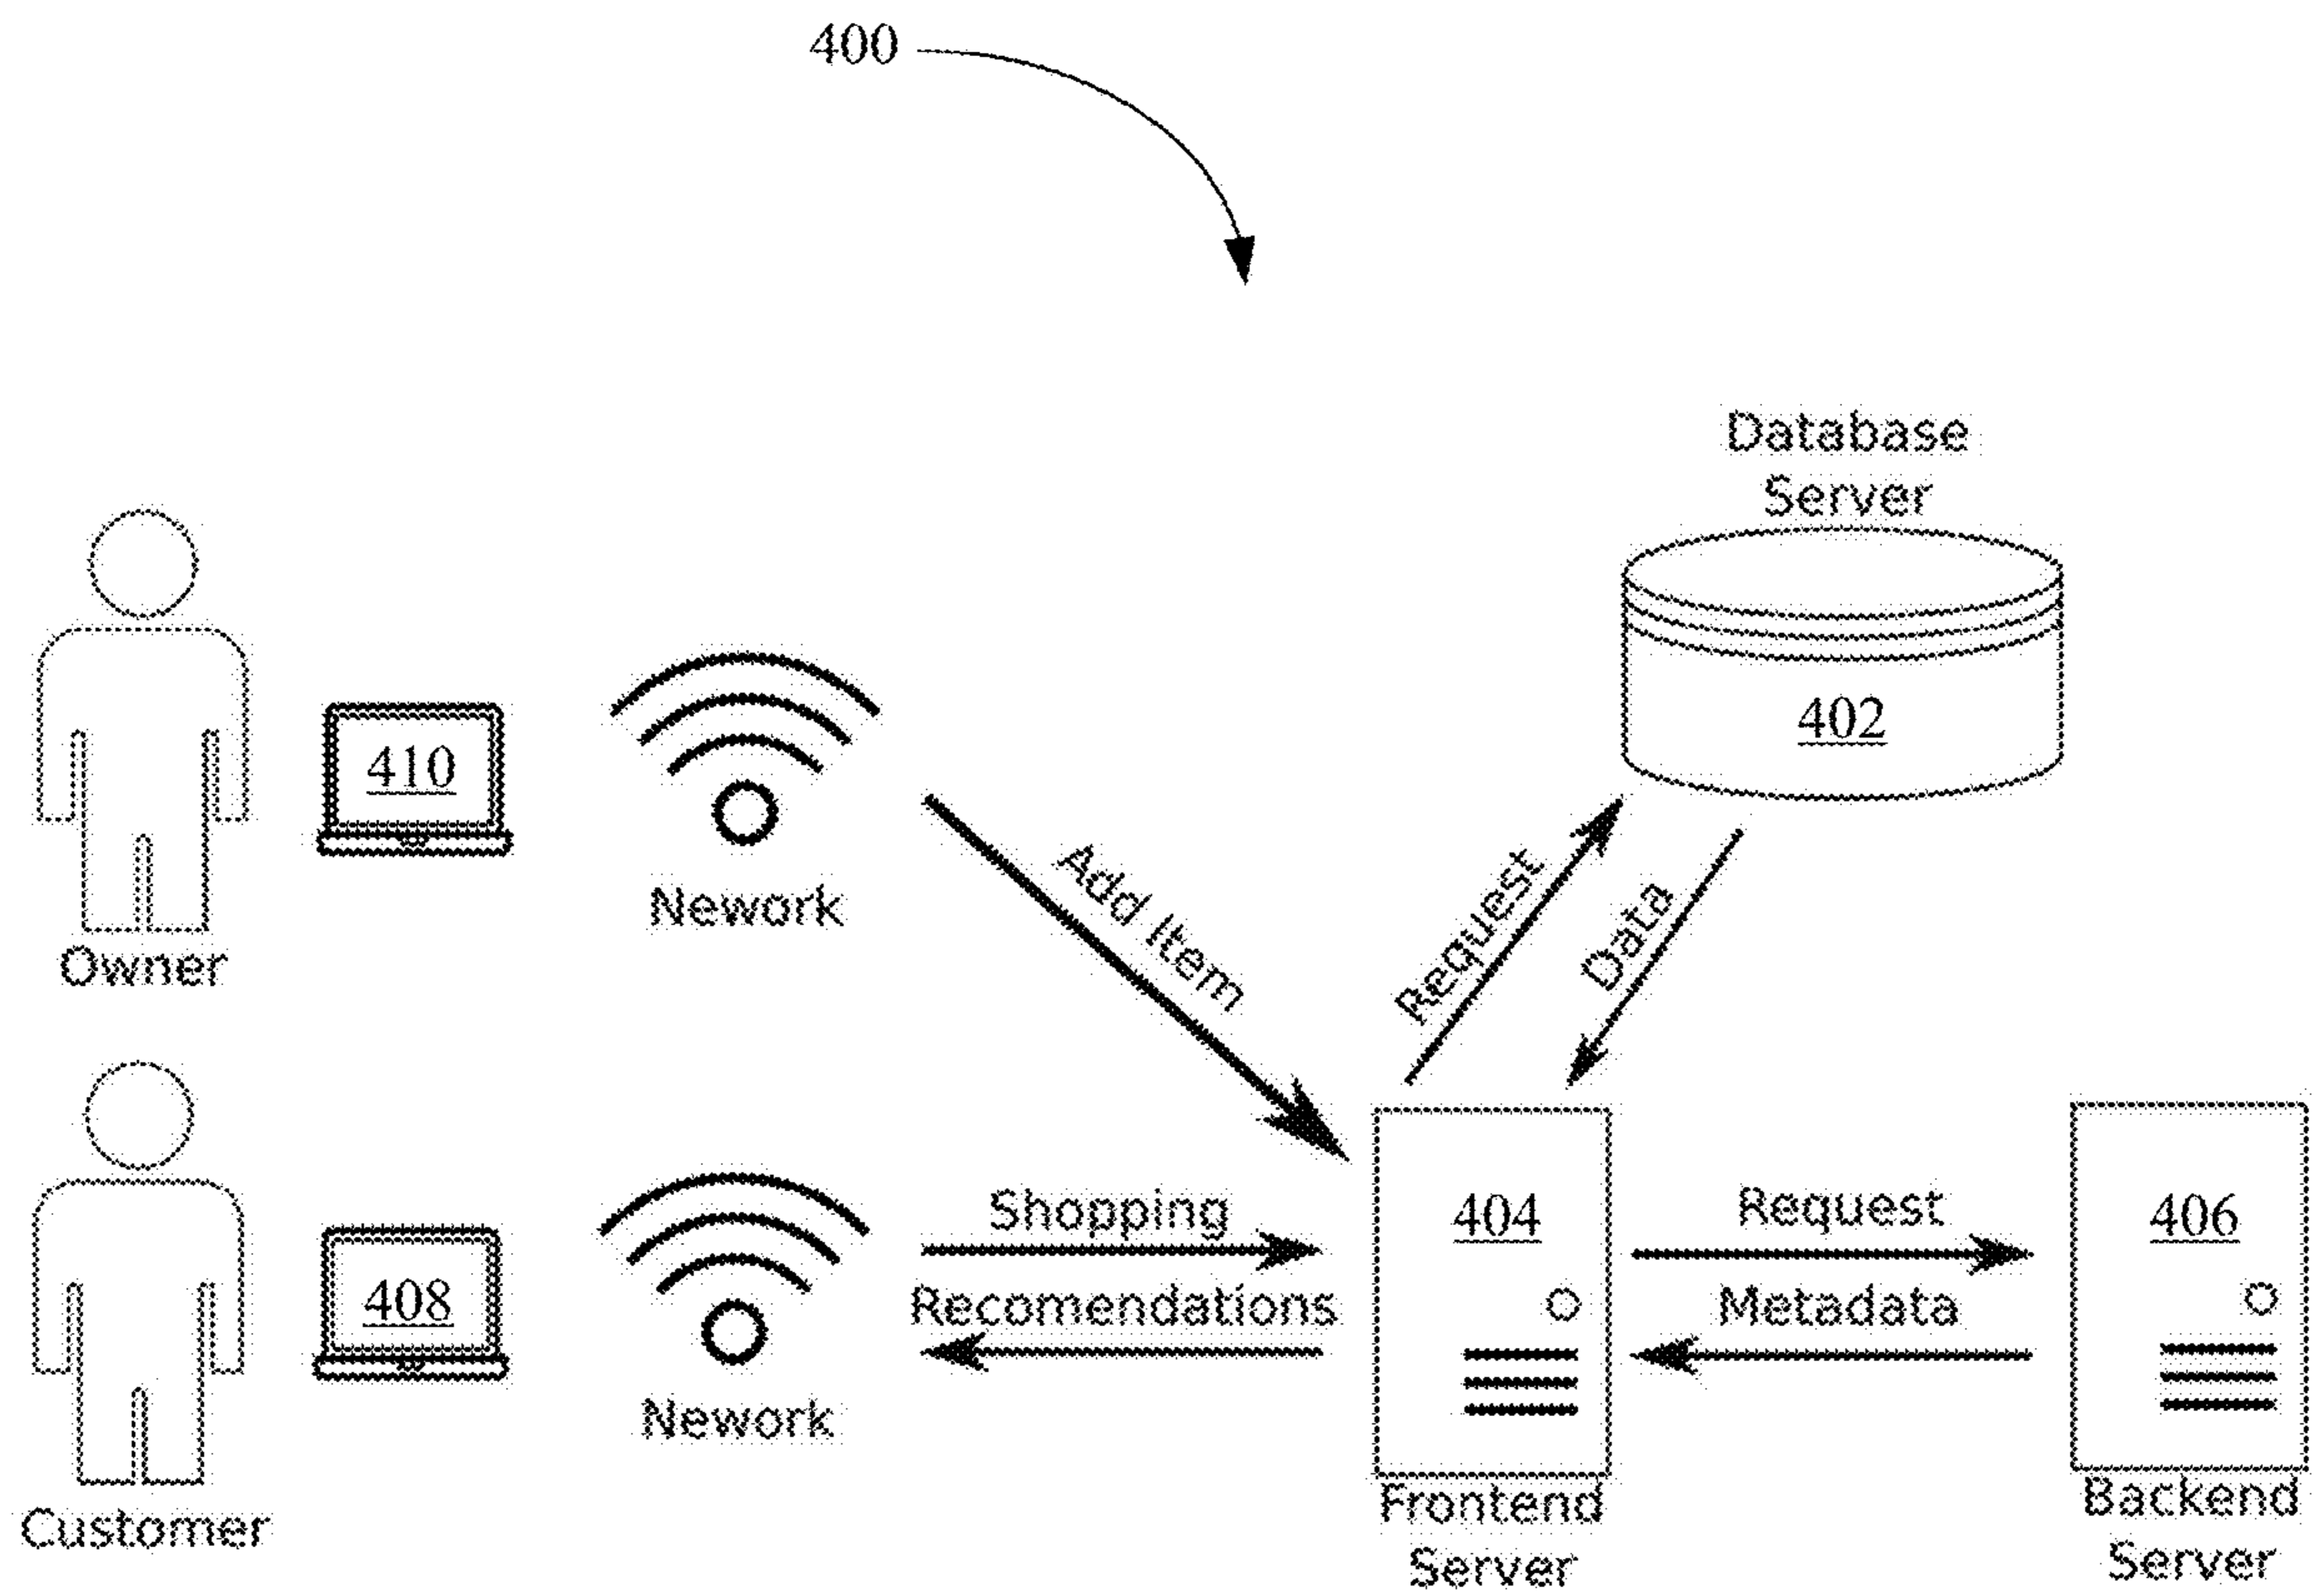 400
Database
Server
402
410
Nework
Owner
Add Item
Request
Data
Shopping
Recomendations
408
Nework
Customer
404
Frontend
Server
Request
Metadata
406
Backend
Server